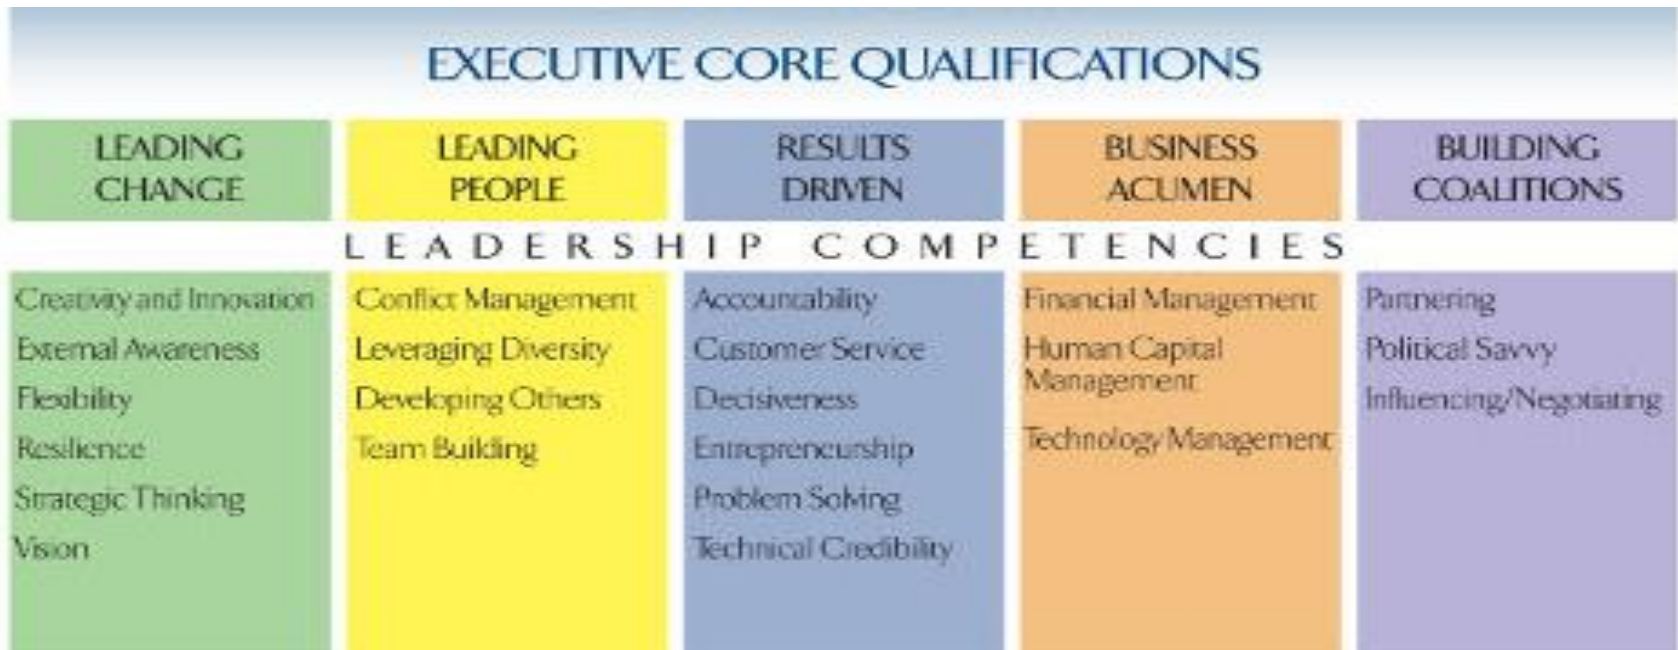 EXECUTIVE CORE QUALIFICATIONS
LEADING
CHANGE
LEADING
PEOPLE
RESULTS
DRIVEN
BUSINESS
ACUMEN
BUILDING
COALITIONS
LEADERSHIP COMPETENCIES
Creativity and Innovation
External Awareness
Flexibility
Resilience
Strategic Thinking
Vision
Conflict Management
Leveraging Diversity
Developing Others
Team Building
Accountability
Customer Service
Decisiveness
Entrepreneurship
Problem Solving
Technical Credibility
Financial Management
Human Capital
Management
Technology Management
Partnering
Political Savvy
Influencing/Negotiating